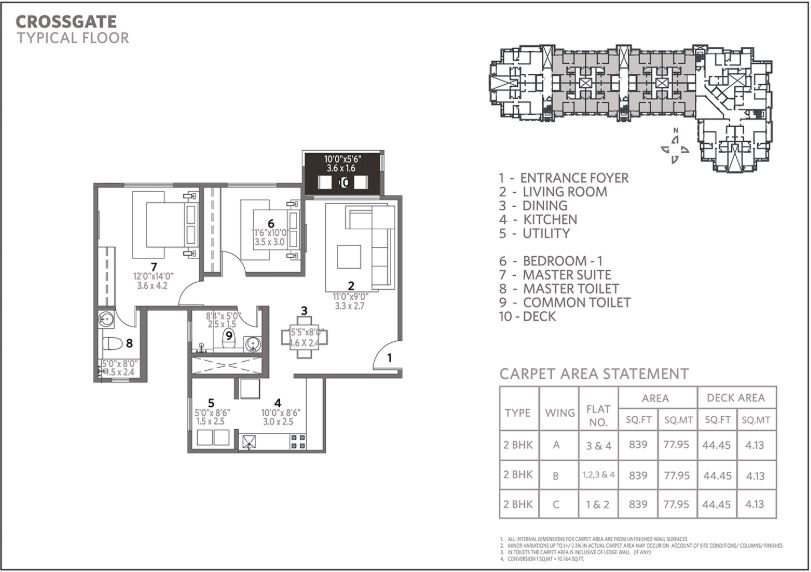 CROSSGATE
TYPICAL FLOOR
N
1 - ENTRANCE FOYER
2 - LIVING ROOM
3 - DINING
4 - KITCHEN
5 - UTILITY
6 - BEDROOM - 1
7 - MASTER SUITE
8 - MASTER TOILET
9 - COMMON TOILET
10 - DECK
10'0"x5'6"
3.6 x 1.6
6
1'6"x10'0"
3.5 x 3.0
7
12'0"x14'0"
3.6 x 4.2
2
11'0"x9'0"
3.3 x 2.7
3
5'5"x8'0"
1.6 X 2.4
8'4"x 5'0"
2.5 x 1.5
9
8
5'0"x 8'0"
1.5 x 2.4
1
5
5'0"x 8'6"
1.5 x 2.5
4
10'0"x 8'6"
3.0 x 2.5
CARPET AREA STATEMENT
TYPE WING FLAT NO. AREA DECK AREA
SQ.FT SQ.MT SQ.FT SQ.MT
2 BHK A 3 & 4 839 77.95 44.45 4.13
2 BHK B 1,2,3 & 4 839 77.95 44.45 4.13
2 BHK C 1 & 2 839 77.95 44.45 4.13
1. ALL INTERNAL DIMENSIONS FOR CARPET AREA ARE FROM UNFINISHED WALL SURFACES
2. MINOR VARIATIONS UP TO (+/-) 3% IN ACTUAL CARPET AREA MAY OCCUR ON ACCOUNT OF SITE CONDITIONS/ COLUMNS/ FINISHES.
3. IN TOILETS THE CARPET AREA IS INCLUSIVE OF LEDGE WALL (IF ANY)
4. CONVERSION 1 SQ.MT = 10.764 SQ.FT.